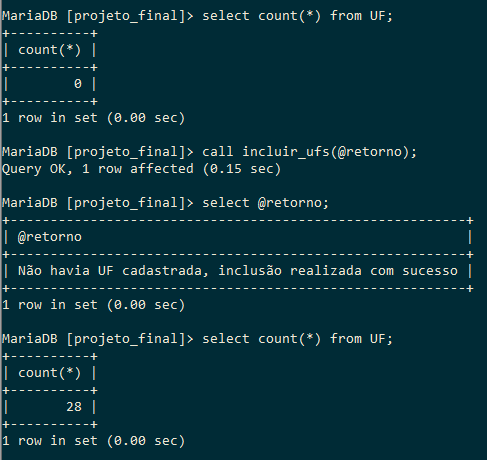 MariaDB [projeto_final]> select count(*) from UF;
+----------+
| count(*) |
+----------+
|        0 |
+----------+
1 row in set (0.00 sec)
MariaDB [projeto_final]> call incluir_ufs(@retorno);
Query OK, 1 row affected (0.15 sec)
MariaDB [projeto_final]> select @retorno;
+-------------------------------------------------------+
| @retorno                                              |
+-------------------------------------------------------+
| Não havia UF cadastrada, inclusão realizada com sucesso |
+-------------------------------------------------------+
1 row in set (0.00 sec)
MariaDB [projeto_final]> select count(*) from UF;
+----------+
| count(*) |
+----------+
|       28 |
+----------+
1 row in set (0.00 sec)